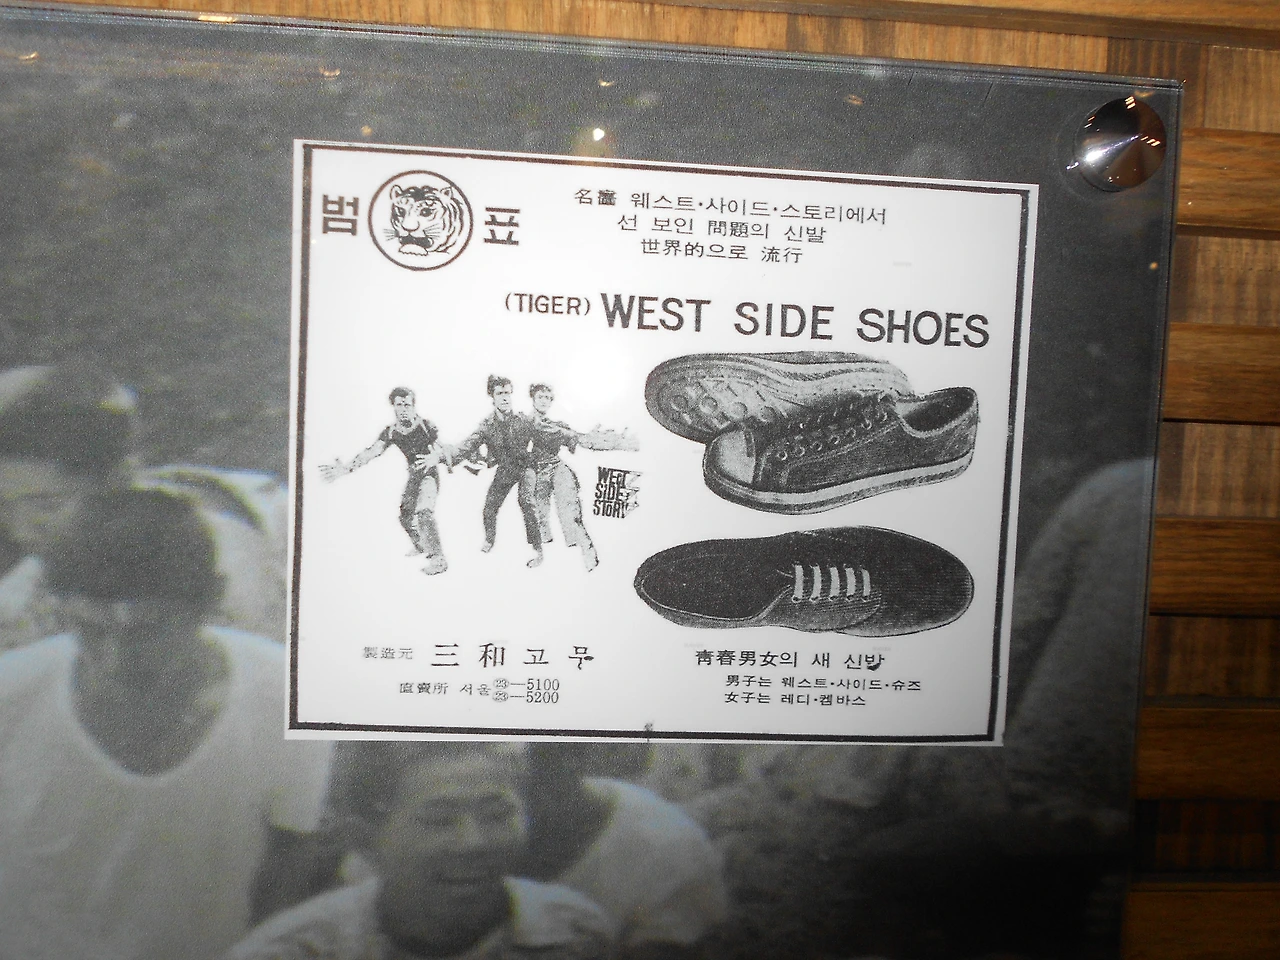 범 표
名畫 웨스트·사이드·스토리에서
선 보인 問題의 신발
世界的으로 流行
(TIGER) WEST SIDE SHOES
WEST
SIDE
STORY
製造元 三和고무
直賣所 서울 ㉓—5100
㉓—5200
靑春男女의 새 신발
男子는 웨스트·사이드·슈즈
女子는 레디·켐바스